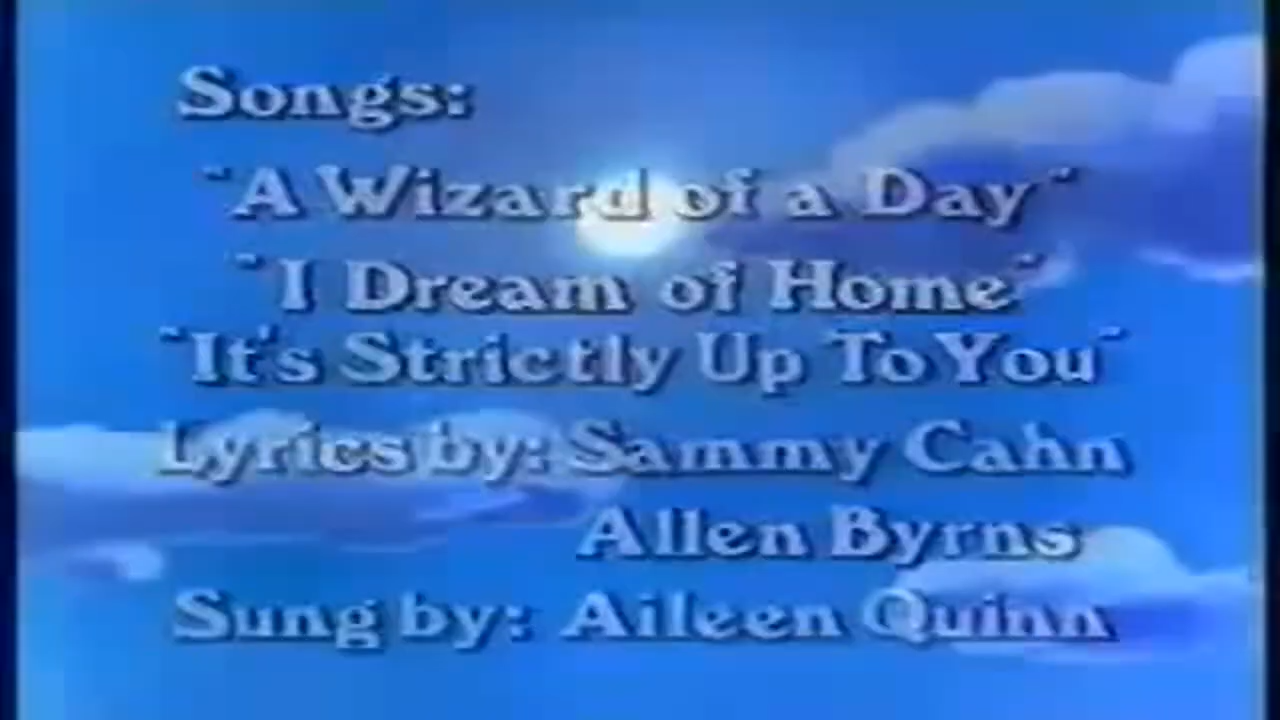 Songs:
"A Wizard of a Day"
"I Dream of Home"
"It's Strictly Up To You"
Lyrics by: Sammy Cahn
Allen Byrns
Sung by: Aileen Quinn